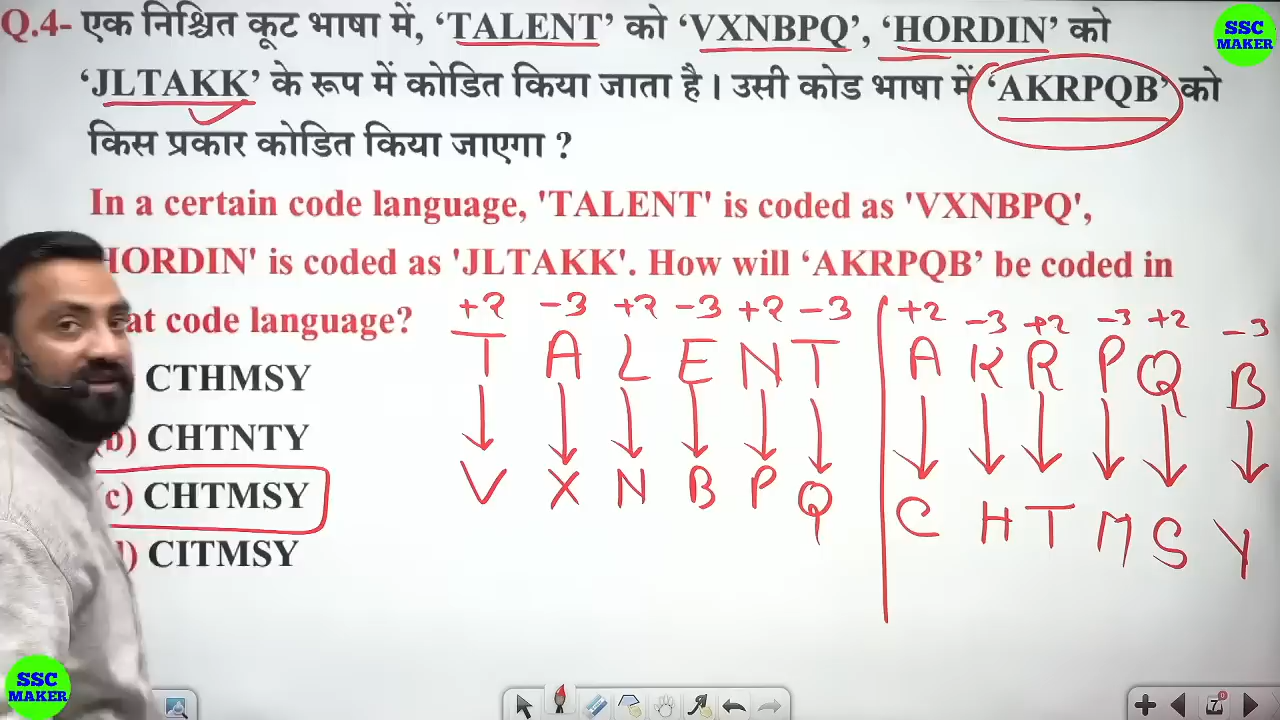 Q.4- एक निश्चित कूट भाषा में, ‘TALENT’ को ‘VXNBPQ’, ‘HORDIN’ को
SSC
MAKER
‘JLTAKK’ के रूप में कोडित किया जाता है। उसी कोड भाषा में ‘AKRPQB’ को
किस प्रकार कोडित किया जाएगा ?
In a certain code language, 'TALENT' is coded as 'VXNBPQ',
HORDIN' is coded as 'JLTAKK'. How will ‘AKRPQB’ be coded in
at code language?
+2 -3 +2 -3 +2 -3 +2 -3 +2 -3 +2 -3
T A L E N T A K R P Q B
CTHMSY
b) CHTNTY
(c) CHTMSY
) CITMSY
V X N B P Q C H T M S Y
SSC
MAKER